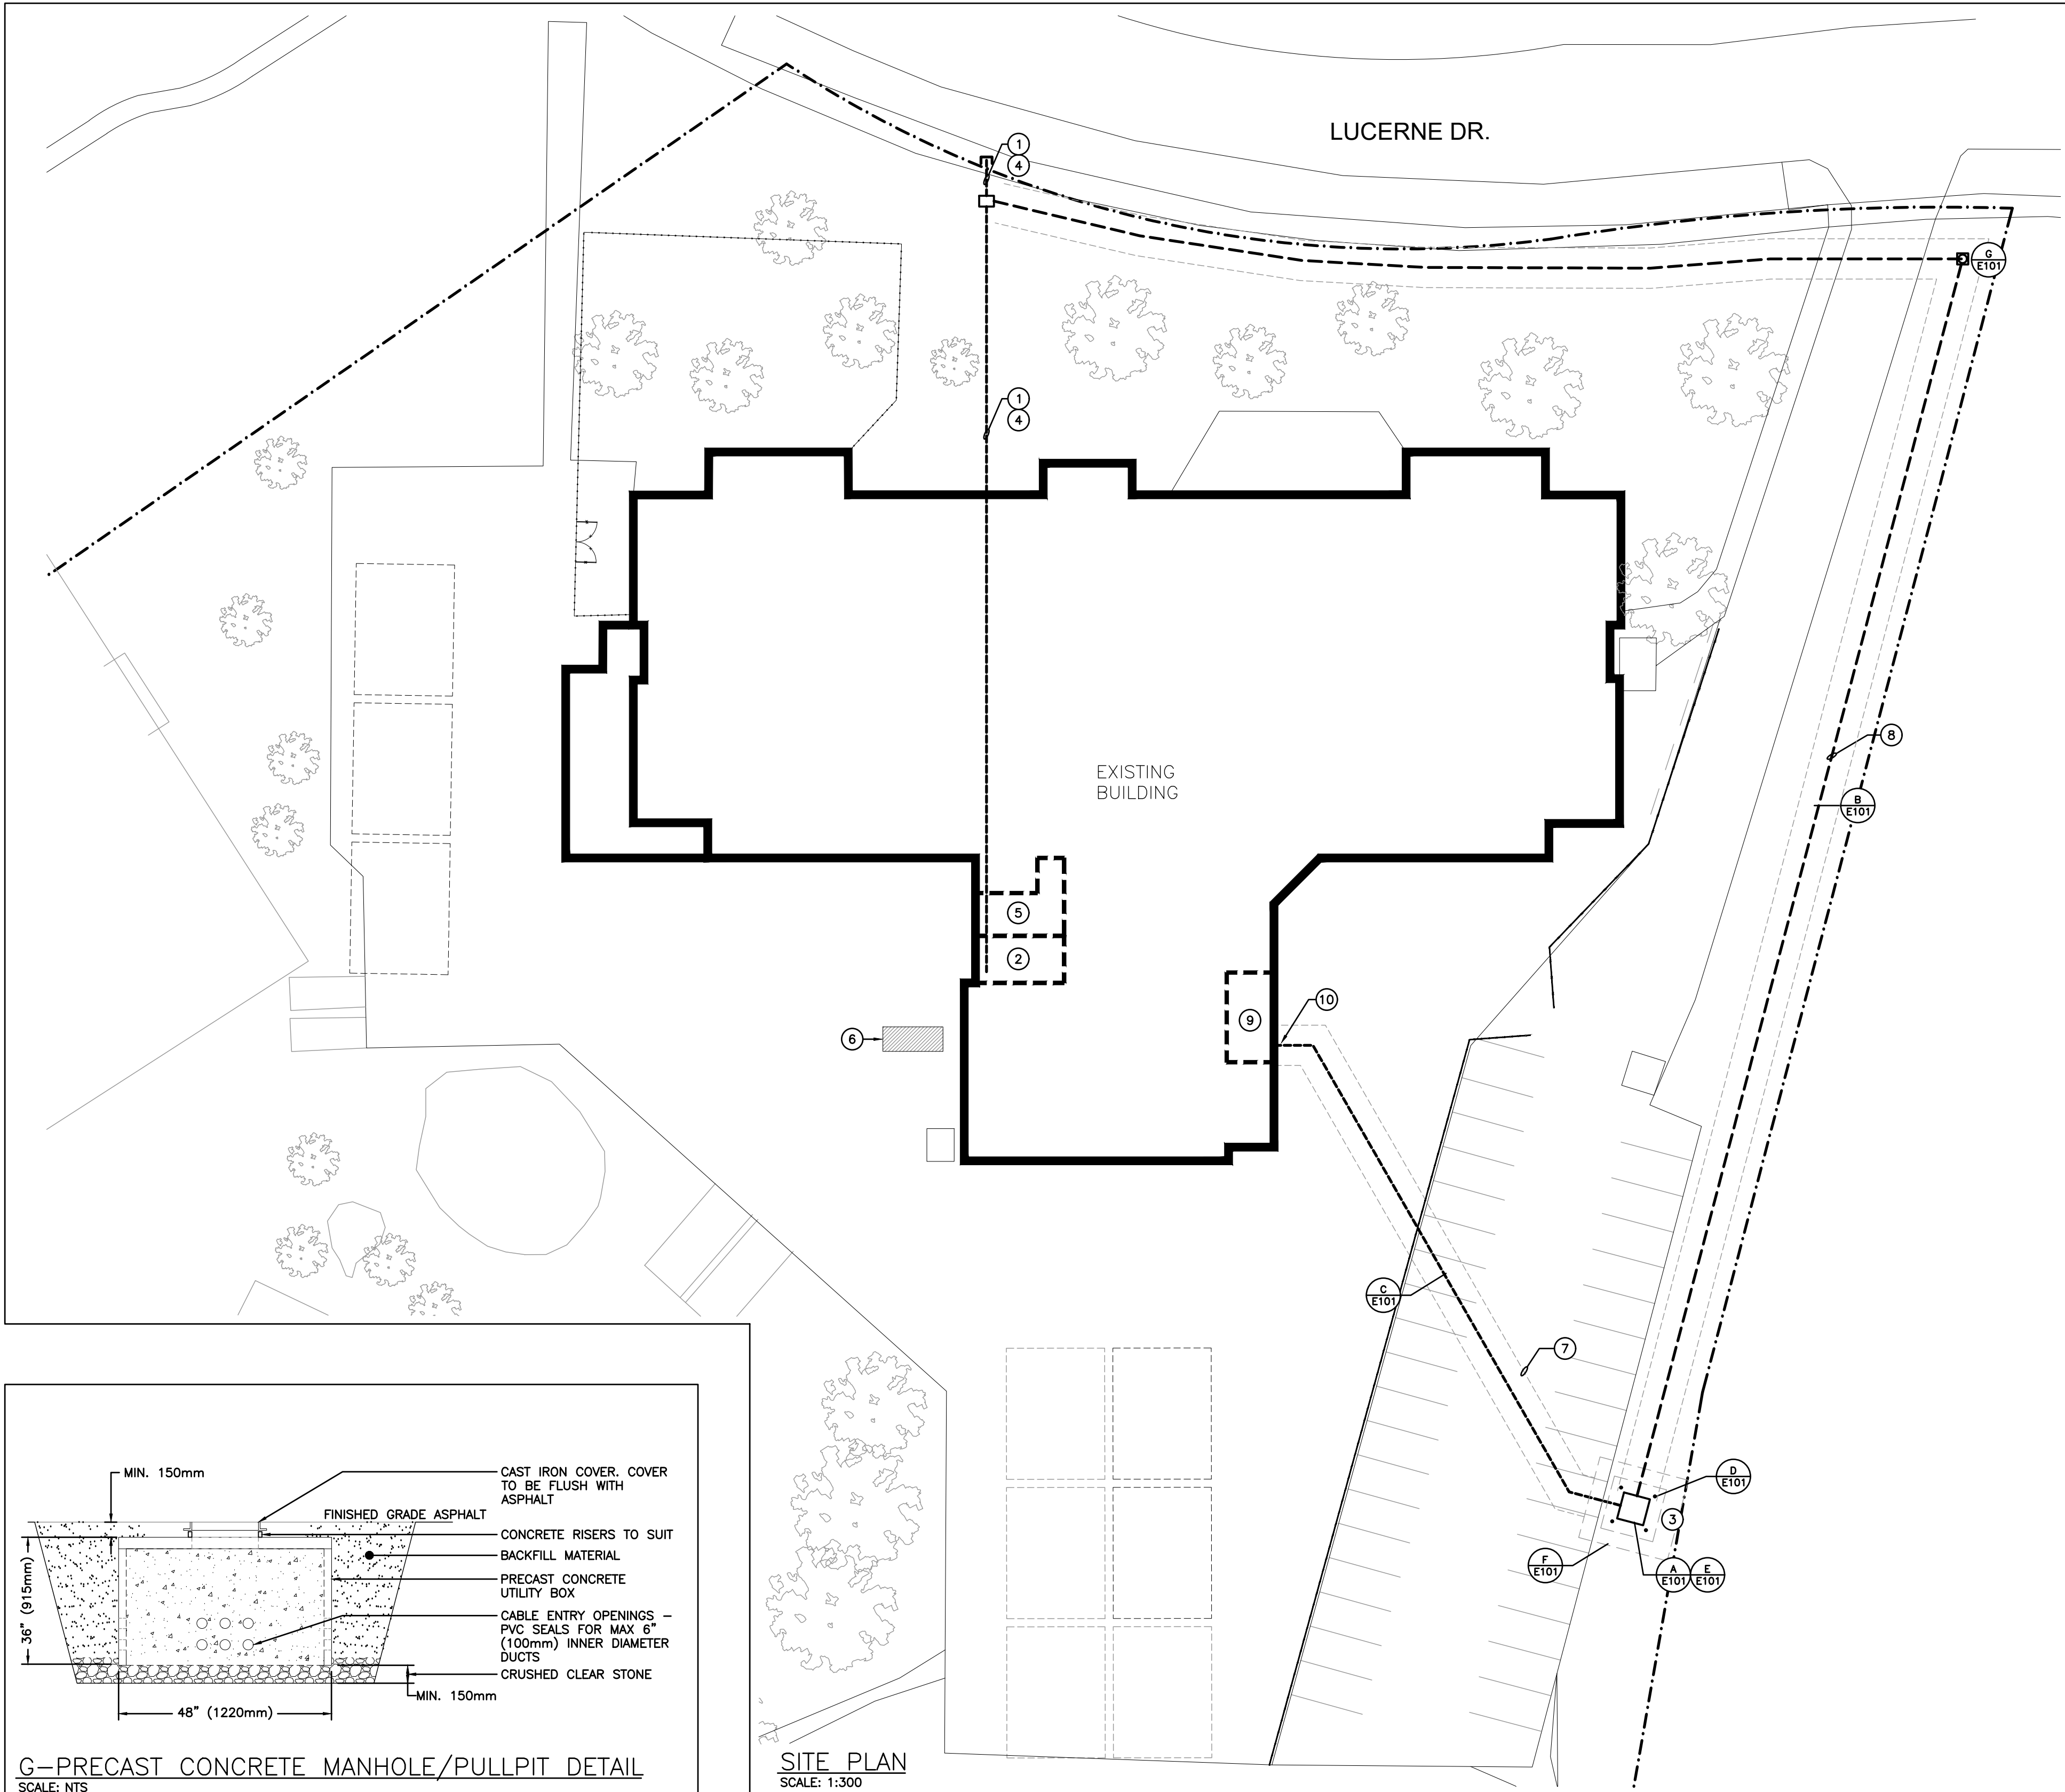 LUCERNE DR.
1
4
G
E101
1
4
8
EXISTING
BUILDING
B
E101
5
2
10
9
6
C
E101
7
D
E101
3
F
E101
A
E101
E
E101
MIN. 150mm
CAST IRON COVER. COVER
TO BE FLUSH WITH
ASPHALT
FINISHED GRADE ASPHALT
CONCRETE RISERS TO SUIT
BACKFILL MATERIAL
PRECAST CONCRETE
UTILITY BOX
36" (915mm)
CABLE ENTRY OPENINGS –
PVC SEALS FOR MAX 6"
(100mm) INNER DIAMETER
DUCTS
CRUSHED CLEAR STONE
MIN. 150mm
48" (1220mm)
G–PRECAST CONCRETE MANHOLE/PULLPIT DETAIL
SCALE: NTS
SITE PLAN
SCALE: 1:300